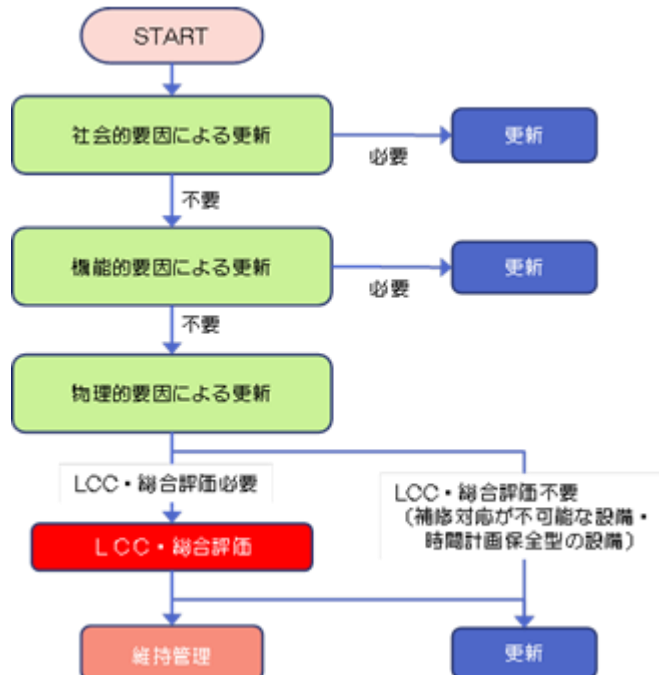 START
社会的要因による更新
必要
更新
不要
機能的要因による更新
必要
更新
不要
物理的要因による更新
LCC・総合評価必要
LCC・総合評価不要
（補修対応が不可能な設備・
時間計画保全型の設備）
ＬＣＣ・総合評価
維持管理
更新